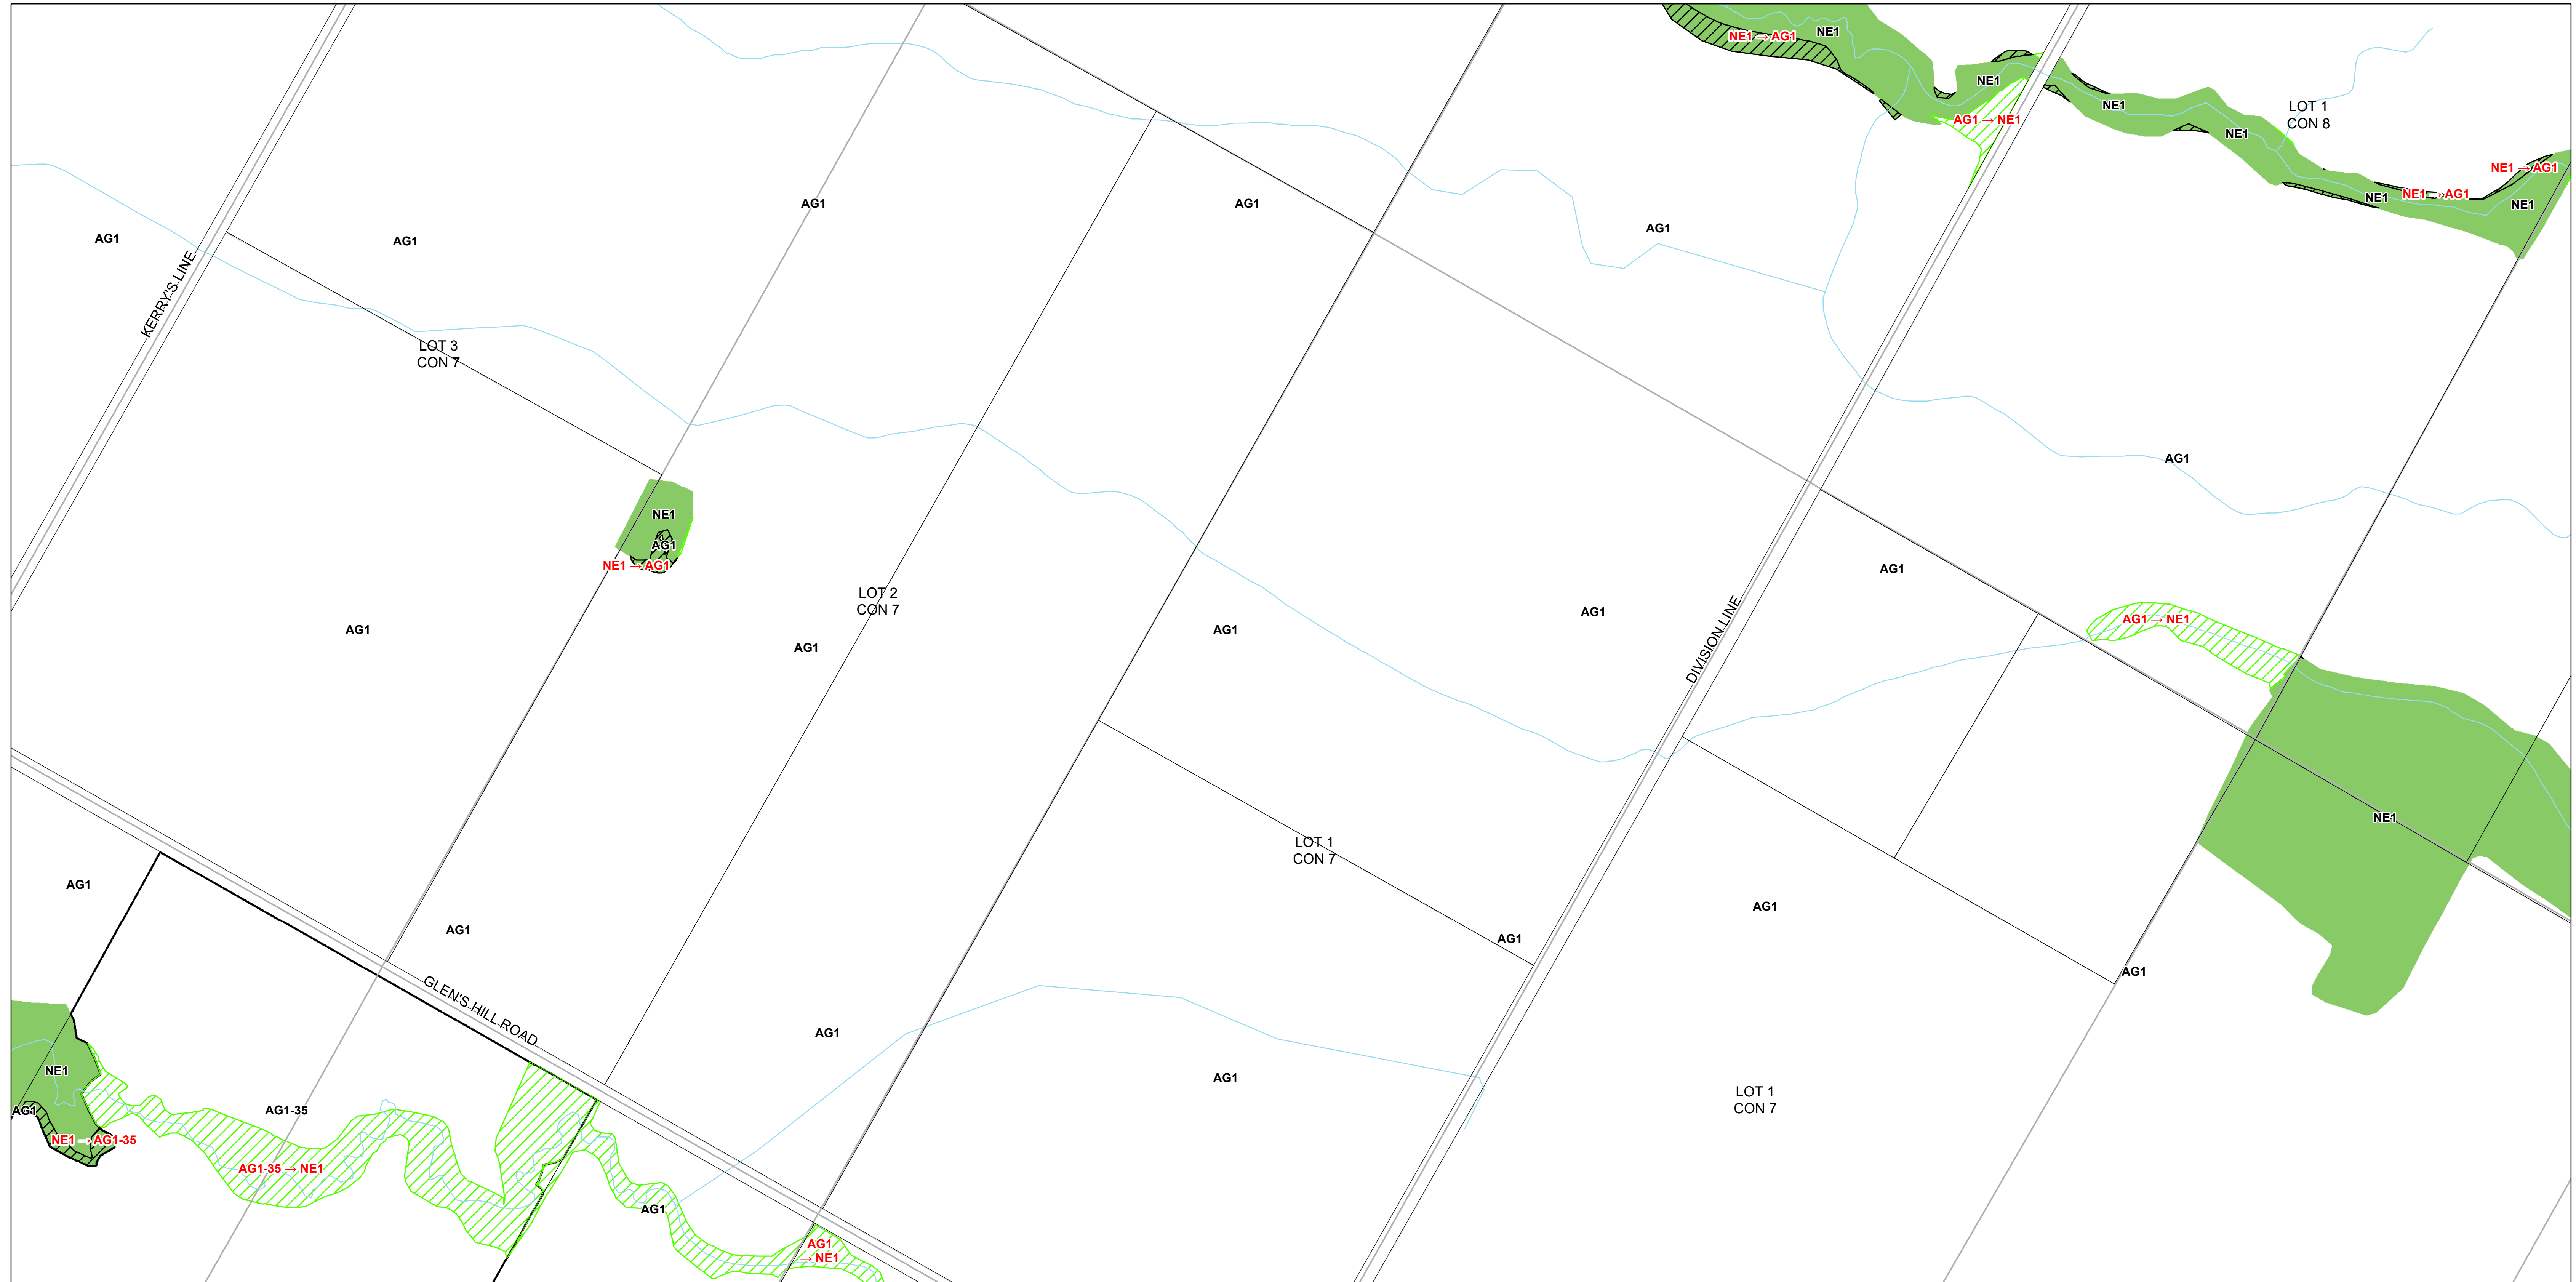 NE1
NE1 → AG1
NE1
NE1
LOT 1
CON 8
AG1 → NE1
NE1
NE1 → AG1
NE1 → AG1
NE1
NE1
AG1
AG1
AG1
AG1
AG1
KERRY'S LINE
LOT 3
CON 7
AG1
NE1
AG1
NE1 → AG1
AG1
LOT 2
CON 7
AG1
AG1
AG1
AG1
DIVISION LINE
AG1 → NE1
AG1
NE1
LOT 1
CON 7
AG1
AG1
AG1
AG1
AG1
GLEN'S HILL ROAD
AG1
AG1
NE1
AG1
AG1-35
LOT 1
CON 7
NE1 → AG1-35
AG1-35 → NE1
AG1
AG1
→ NE1